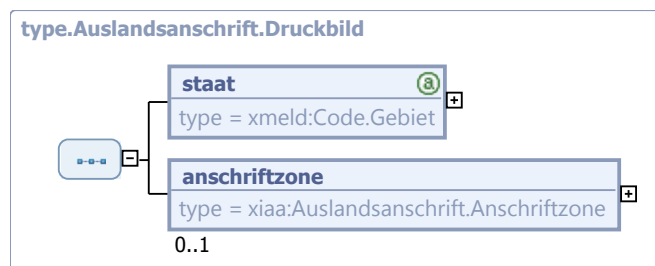 type.Auslandsanschrift.Druckbild
staat a
type = xmeld:Code.Gebiet
anschriftzone
type = xiaa:Auslandsanschrift.Anschriftzone
0..1